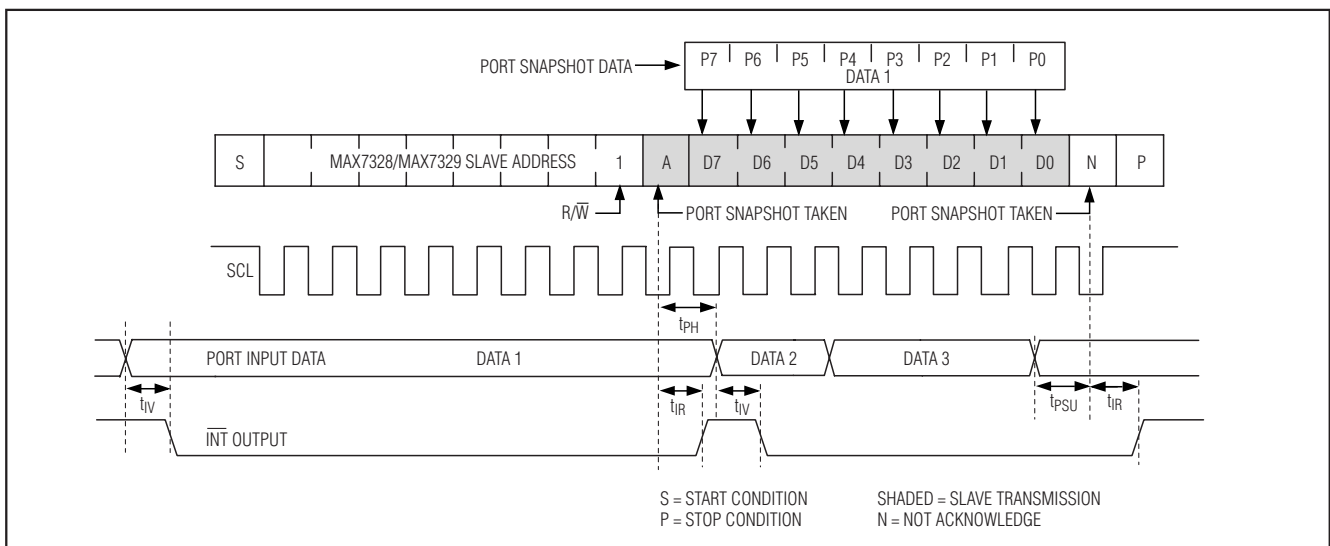 P7 P6 P5 P4 P3 P2 P1 P0
PORT SNAPSHOT DATA
DATA 1
S MAX7328/MAX7329 SLAVE ADDRESS 1 A D7 D6 D5 D4 D3 D2 D1 D0 N P
R/W̅ PORT SNAPSHOT TAKEN PORT SNAPSHOT TAKEN
SCL
tPH
PORT INPUT DATA DATA 1 DATA 2 DATA 3
tIV tIR tIV tPSU tIR
I̅N̅T̅ OUTPUT
S = START CONDITION SHADED = SLAVE TRANSMISSION
P = STOP CONDITION N = NOT ACKNOWLEDGE